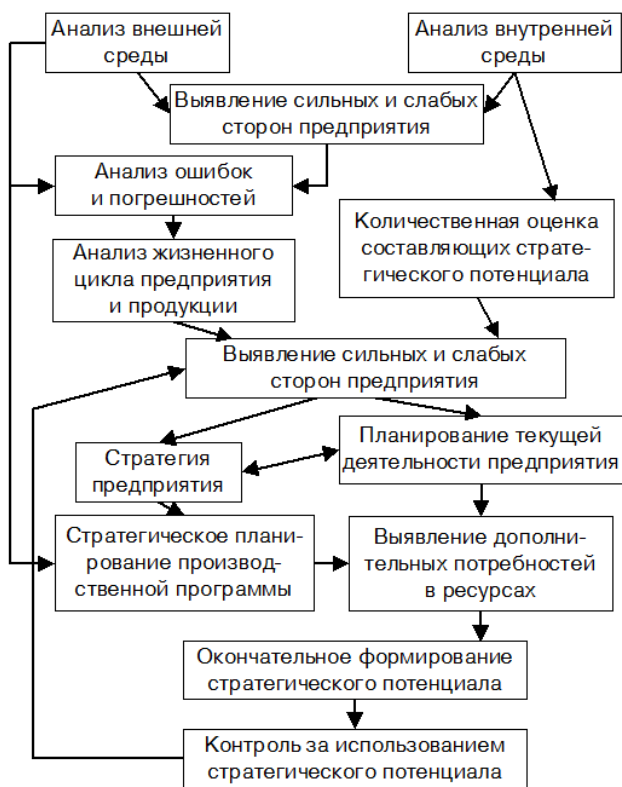 Анализ внешней
среды
Анализ внутренней
среды
Выявление сильных и слабых
сторон предприятия
Анализ ошибок
и погрешностей
Количественная оценка
составляющих страте-
гического потенциала
Анализ жизненного
цикла предприятия
и продукции
Выявление сильных и слабых
сторон предприятия
Планирование текущей
деятельности предприятия
Стратегия
предприятия
Стратегическое плани-
рование производ-
ственной программы
Выявление дополни-
тельных потребностей
в ресурсах
Окончательное формирование
стратегического потенциала
Контроль за использованием
стратегического потенциала